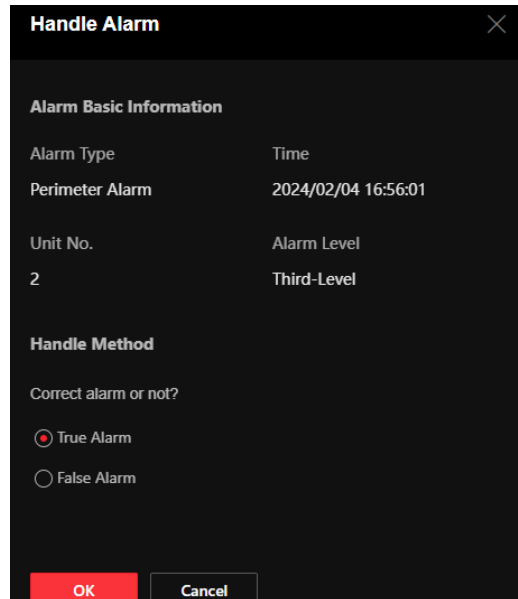 Handle Alarm
Alarm Basic Information
Alarm Type Time
Perimeter Alarm 2024/02/04 16:56:01
Unit No. Alarm Level
2 Third-Level
Handle Method
Correct alarm or not?
True Alarm
False Alarm
OK Cancel